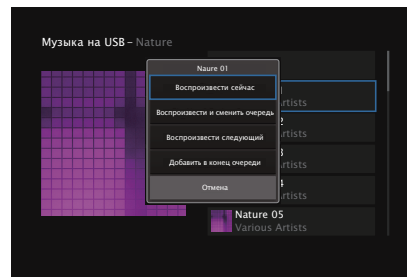 Музыка на USB – Nature
Naure 01
Воспроизвести сейчас
Воспроизвести и сменить очередь
Воспроизвести следующий
Добавить в конец очереди
Отмена
Nature 05
Various Artists